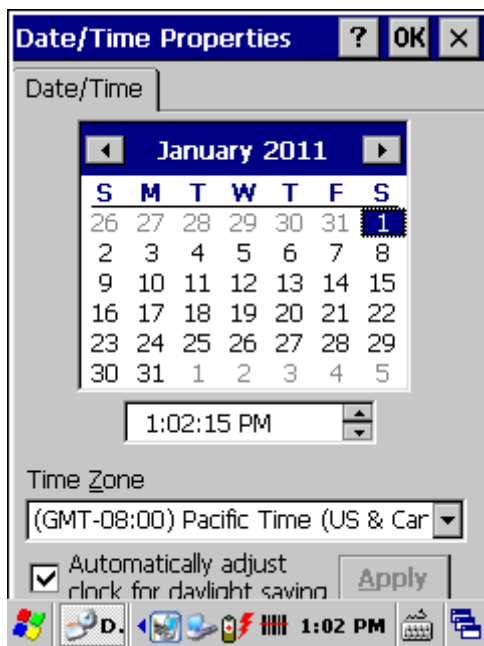 Date/Time Properties ? OK ×
Date/Time
January 2011
S M T W T F S
26 27 28 29 30 31 1
2 3 4 5 6 7 8
9 10 11 12 13 14 15
16 17 18 19 20 21 22
23 24 25 26 27 28 29
30 31 1 2 3 4 5
1:02:15 PM
Time Zone
(GMT-08:00) Pacific Time (US & Car
Automatically adjust
clock for daylight saving
Apply
D. 1:02 PM